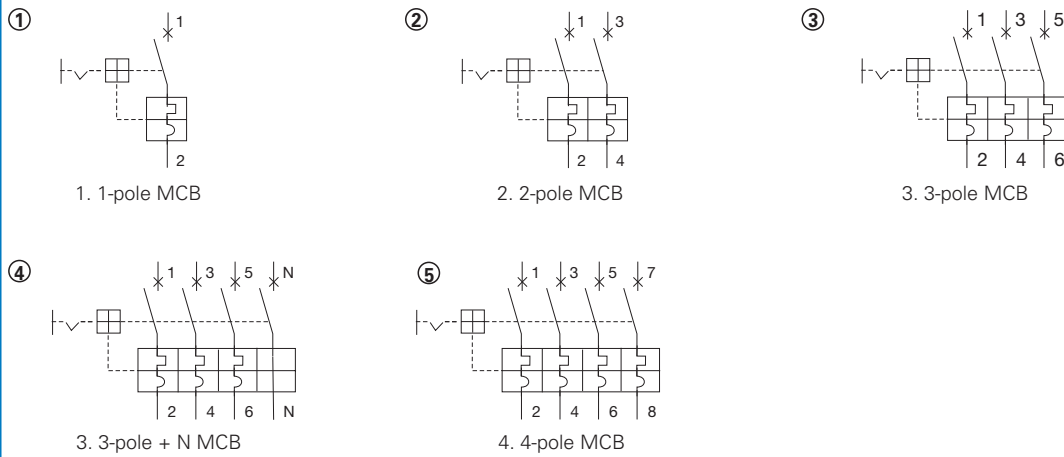 ① 1 ② 1 3 ③ 1 3 5
2 2 4 2 4 6
1. 1-pole MCB 2. 2-pole MCB 3. 3-pole MCB
④ 1 3 5 N ⑤ 1 3 5 7
2 4 6 N 2 4 6 8
3. 3-pole + N MCB 4. 4-pole MCB